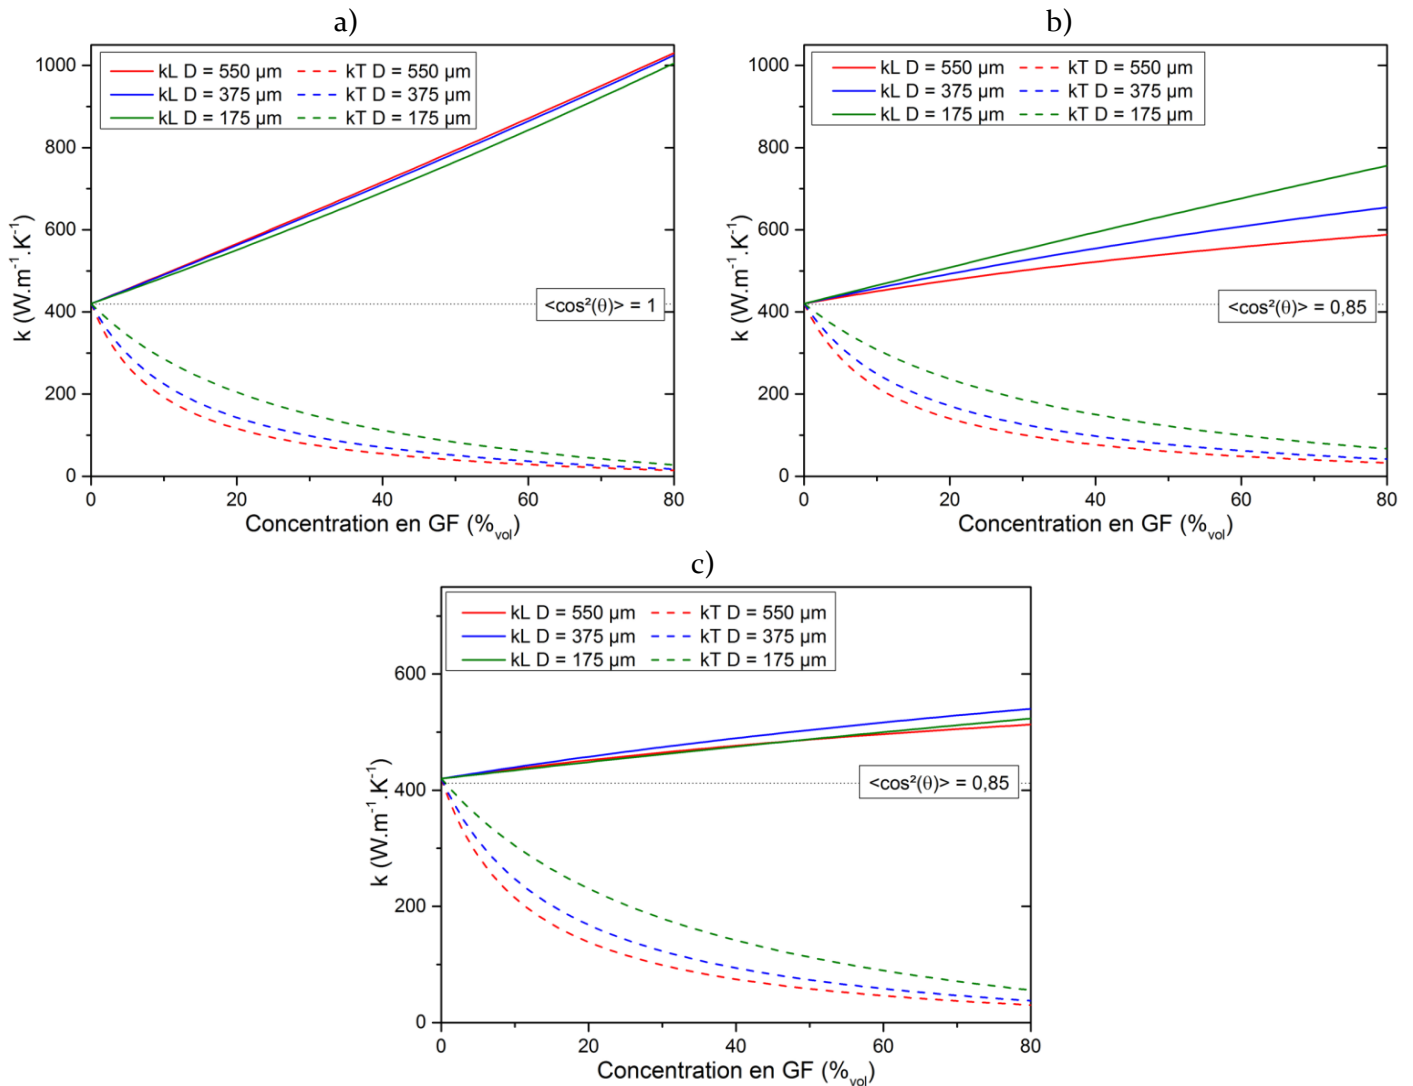 a)
kL D = 550 µm kT D = 550 µm
kL D = 375 µm kT D = 375 µm
kL D = 175 µm kT D = 175 µm
1000
800
600
400
200
0
k (W.m⁻¹.K⁻¹)
<cos²(θ)> = 1
0 20 40 60 80
Concentration en GF (%vol)
b)
kL D = 550 µm kT D = 550 µm
kL D = 375 µm kT D = 375 µm
kL D = 175 µm kT D = 175 µm
1000
800
600
400
200
0
k (W.m⁻¹.K⁻¹)
<cos²(θ)> = 0,85
0 20 40 60 80
Concentration en GF (%vol)
c)
kL D = 550 µm kT D = 550 µm
kL D = 375 µm kT D = 375 µm
kL D = 175 µm kT D = 175 µm
600
400
200
0
k (W.m⁻¹.K⁻¹)
<cos²(θ)> = 0,85
0 20 40 60 80
Concentration en GF (%vol)